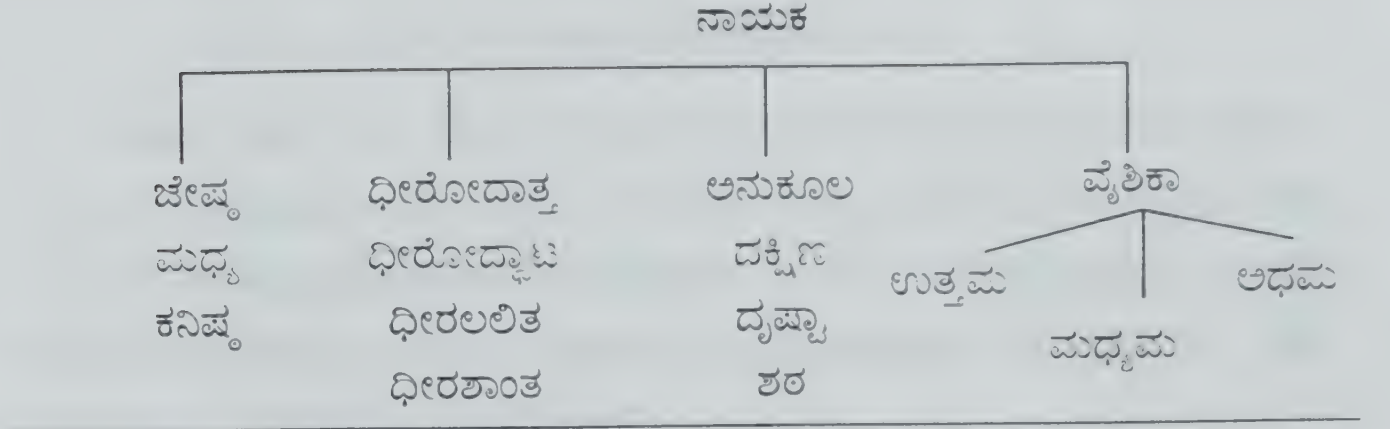 ನಾಯಕ
ಜೇಷ್ಠ ಧೀರೋದಾತ್ತ ಅನುಕೂಲ ವೈಶಿಕಾ
ಮಧ್ಯ ಧೀರೋದ್ಘಾಟ ದಕ್ಷಿಣ ಉತ್ತಮ ಅಧಮ
ಕನಿಷ್ಠ ಧೀರಲಲಿತ ದೃಷ್ಟಾ ಮಧ್ಯಮ
ಧೀರಶಾಂತ ಶಠ